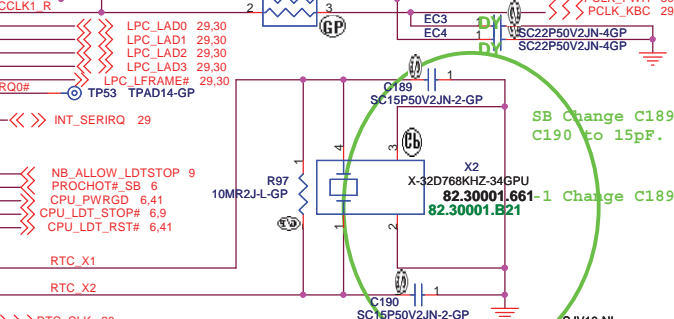 CCLK1_R
2
3
GP
PCLK_KBC 29,
EC3
EC4
DY
DY
1
SC22P50V2JN-4GP
SC22P50V2JN-4GP
LPC_LAD0 29,30
LPC_LAD1 29,30
LPC_LAD2 29,30
LPC_LAD3 29,30
LPC_LFRAME# 29,30
RQ0#
TP53 TPAD14-GP
INT_SERIRQ 29
C189
1
SC15P50V2JN-2-GP
SB Change C189
C190 to 15pF.
NB_ALLOW_LDTSTOP 9
PROCHOT#_SB 6
CPU_PWRGD 6,41
CPU_LDT_STOP# 6,9
CPU_LDT_RST# 6,41
R97
10MR2J-L-GP
1
4
3
1
2
X2
X-32D768KHZ-34GPU
82.30001.661
82.30001.B21
-1 Change C189
RTC_X1
RTC_X2
C190
1
SC15P50V2JN-2-GP